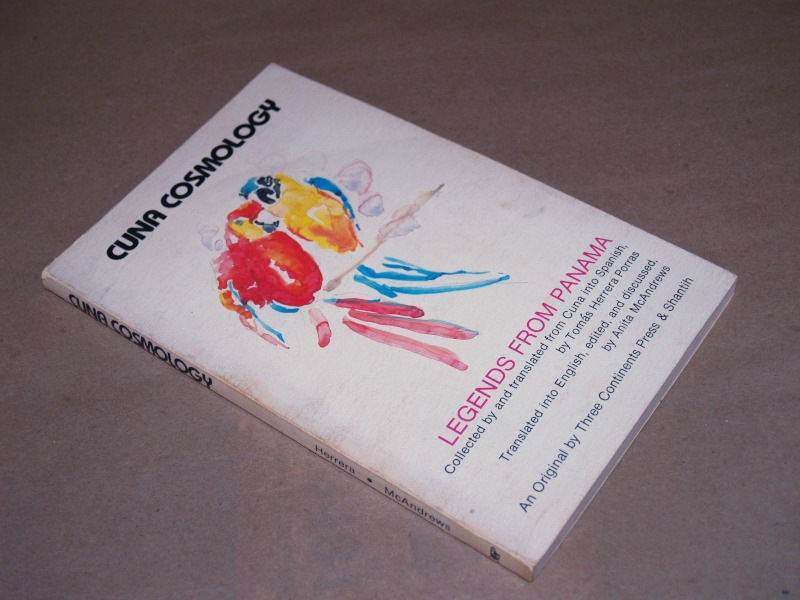 CUNA COSMOLOGY
LEGENDS FROM PANAMA
Collected by and translated from Cuna into Spanish,
by Tomás Herrera Porras
Translated into English, edited, and discussed,
by Anita McAndrews
An Original by Three Continents Press & Shantih
CUNA COSMOLOGY
Herrera • McAndrews